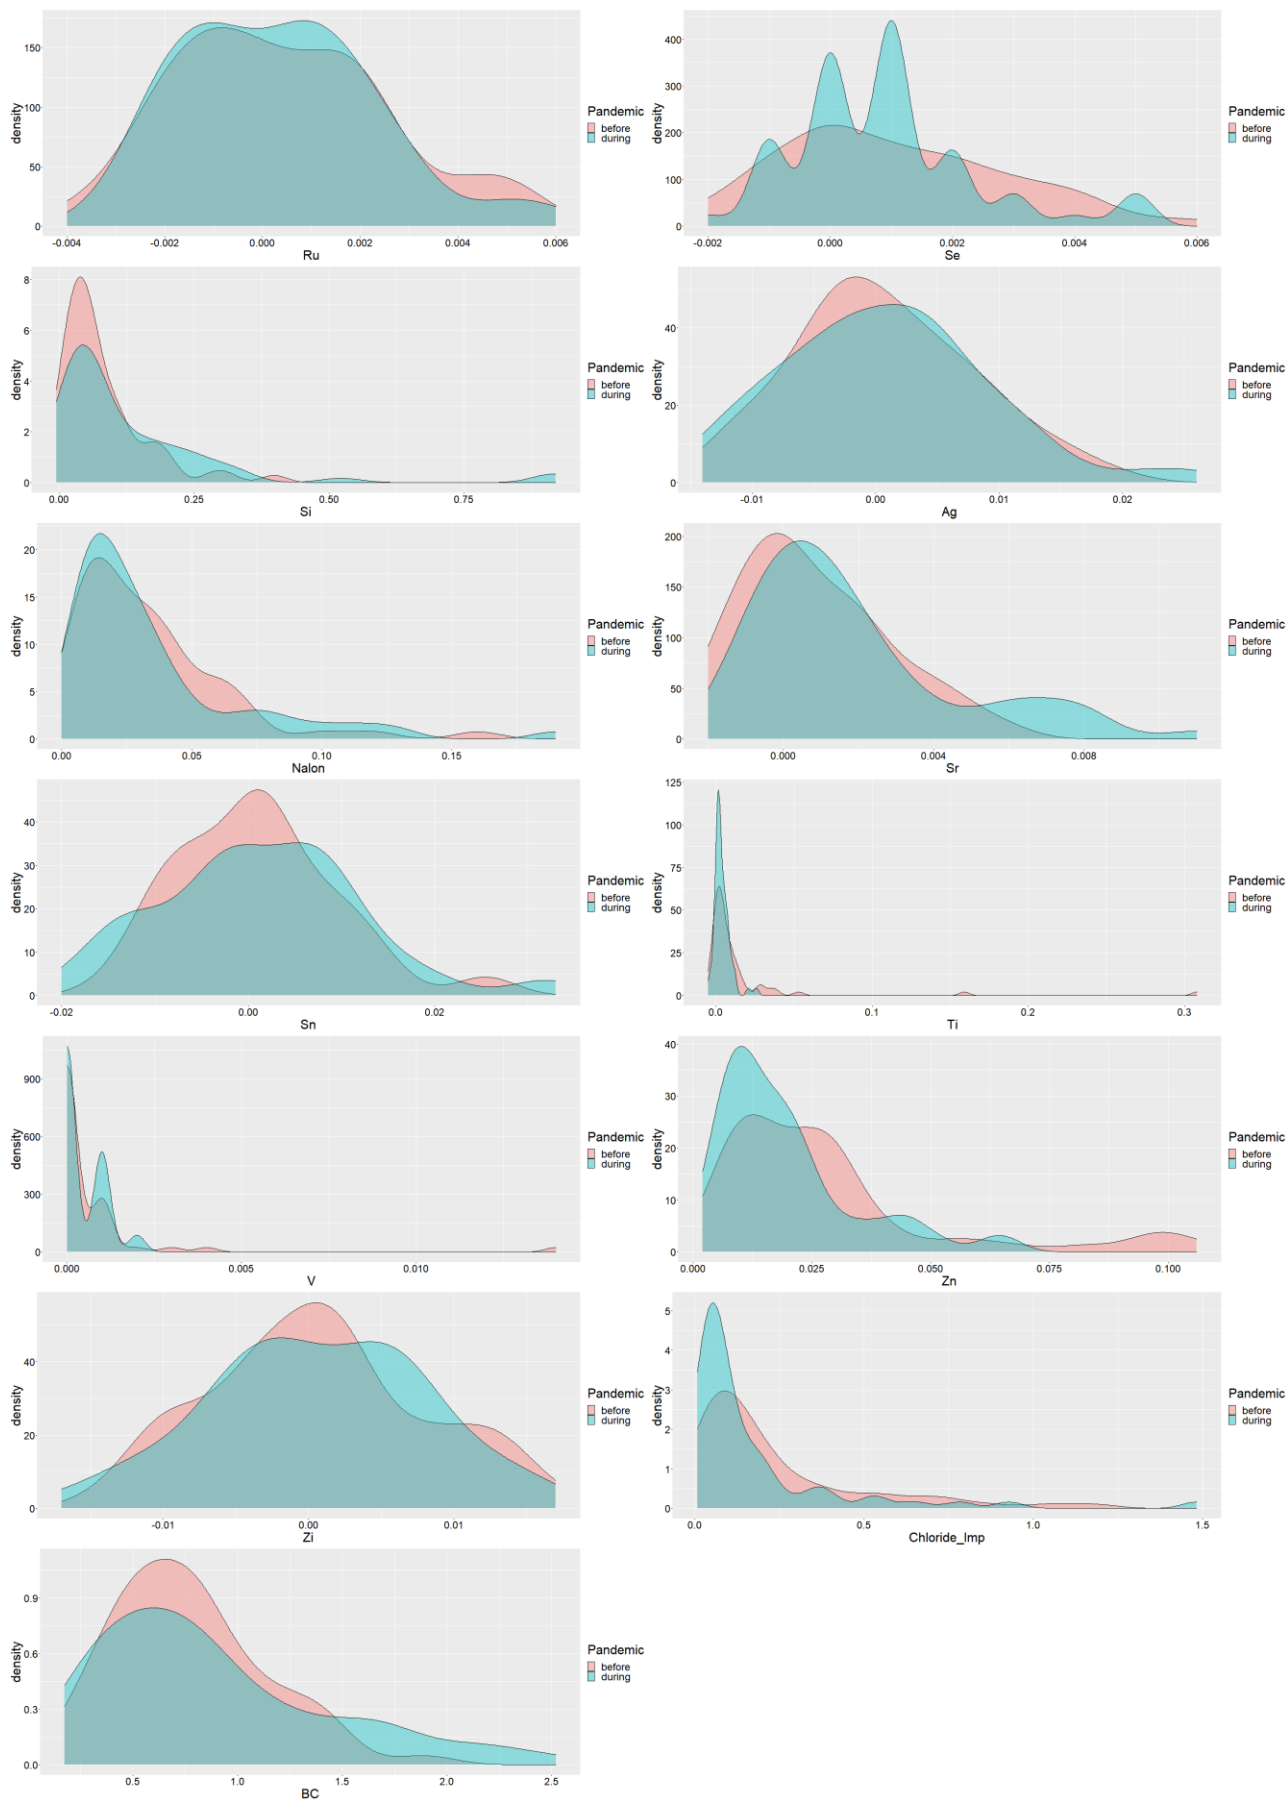 density
150
100
50
0
-0.004 -0.002 0.000 0.002 0.004 0.006
Ru
Pandemic
before
during
density
400
300
200
100
0
-0.002 0.000 0.002 0.004 0.006
Se
Pandemic
before
during
density
8
6
4
2
0
0.00 0.25 0.50 0.75
Si
Pandemic
before
during
density
40
20
0
-0.01 0.00 0.01 0.02
Ag
Pandemic
before
during
density
20
15
10
5
0
0.00 0.05 0.10 0.15
NaIon
Pandemic
before
during
density
200
150
100
50
0
0.000 0.004 0.008
Sr
Pandemic
before
during
density
40
30
20
10
0
-0.02 0.00 0.02
Sn
Pandemic
before
during
density
125
100
75
50
25
0
0.0 0.1 0.2 0.3
Ti
Pandemic
before
during
density
900
600
300
0
0.000 0.005 0.010
V
Pandemic
before
during
density
40
30
20
10
0
0.000 0.025 0.050 0.075 0.100
Zn
Pandemic
before
during
density
40
20
0
-0.01 0.00 0.01
Zi
Pandemic
before
during
density
5
4
3
2
1
0
0.0 0.5 1.0 1.5
Chloride_Imp
Pandemic
before
during
density
0.9
0.6
0.3
0.0
0.5 1.0 1.5 2.0 2.5
BC
Pandemic
before
during